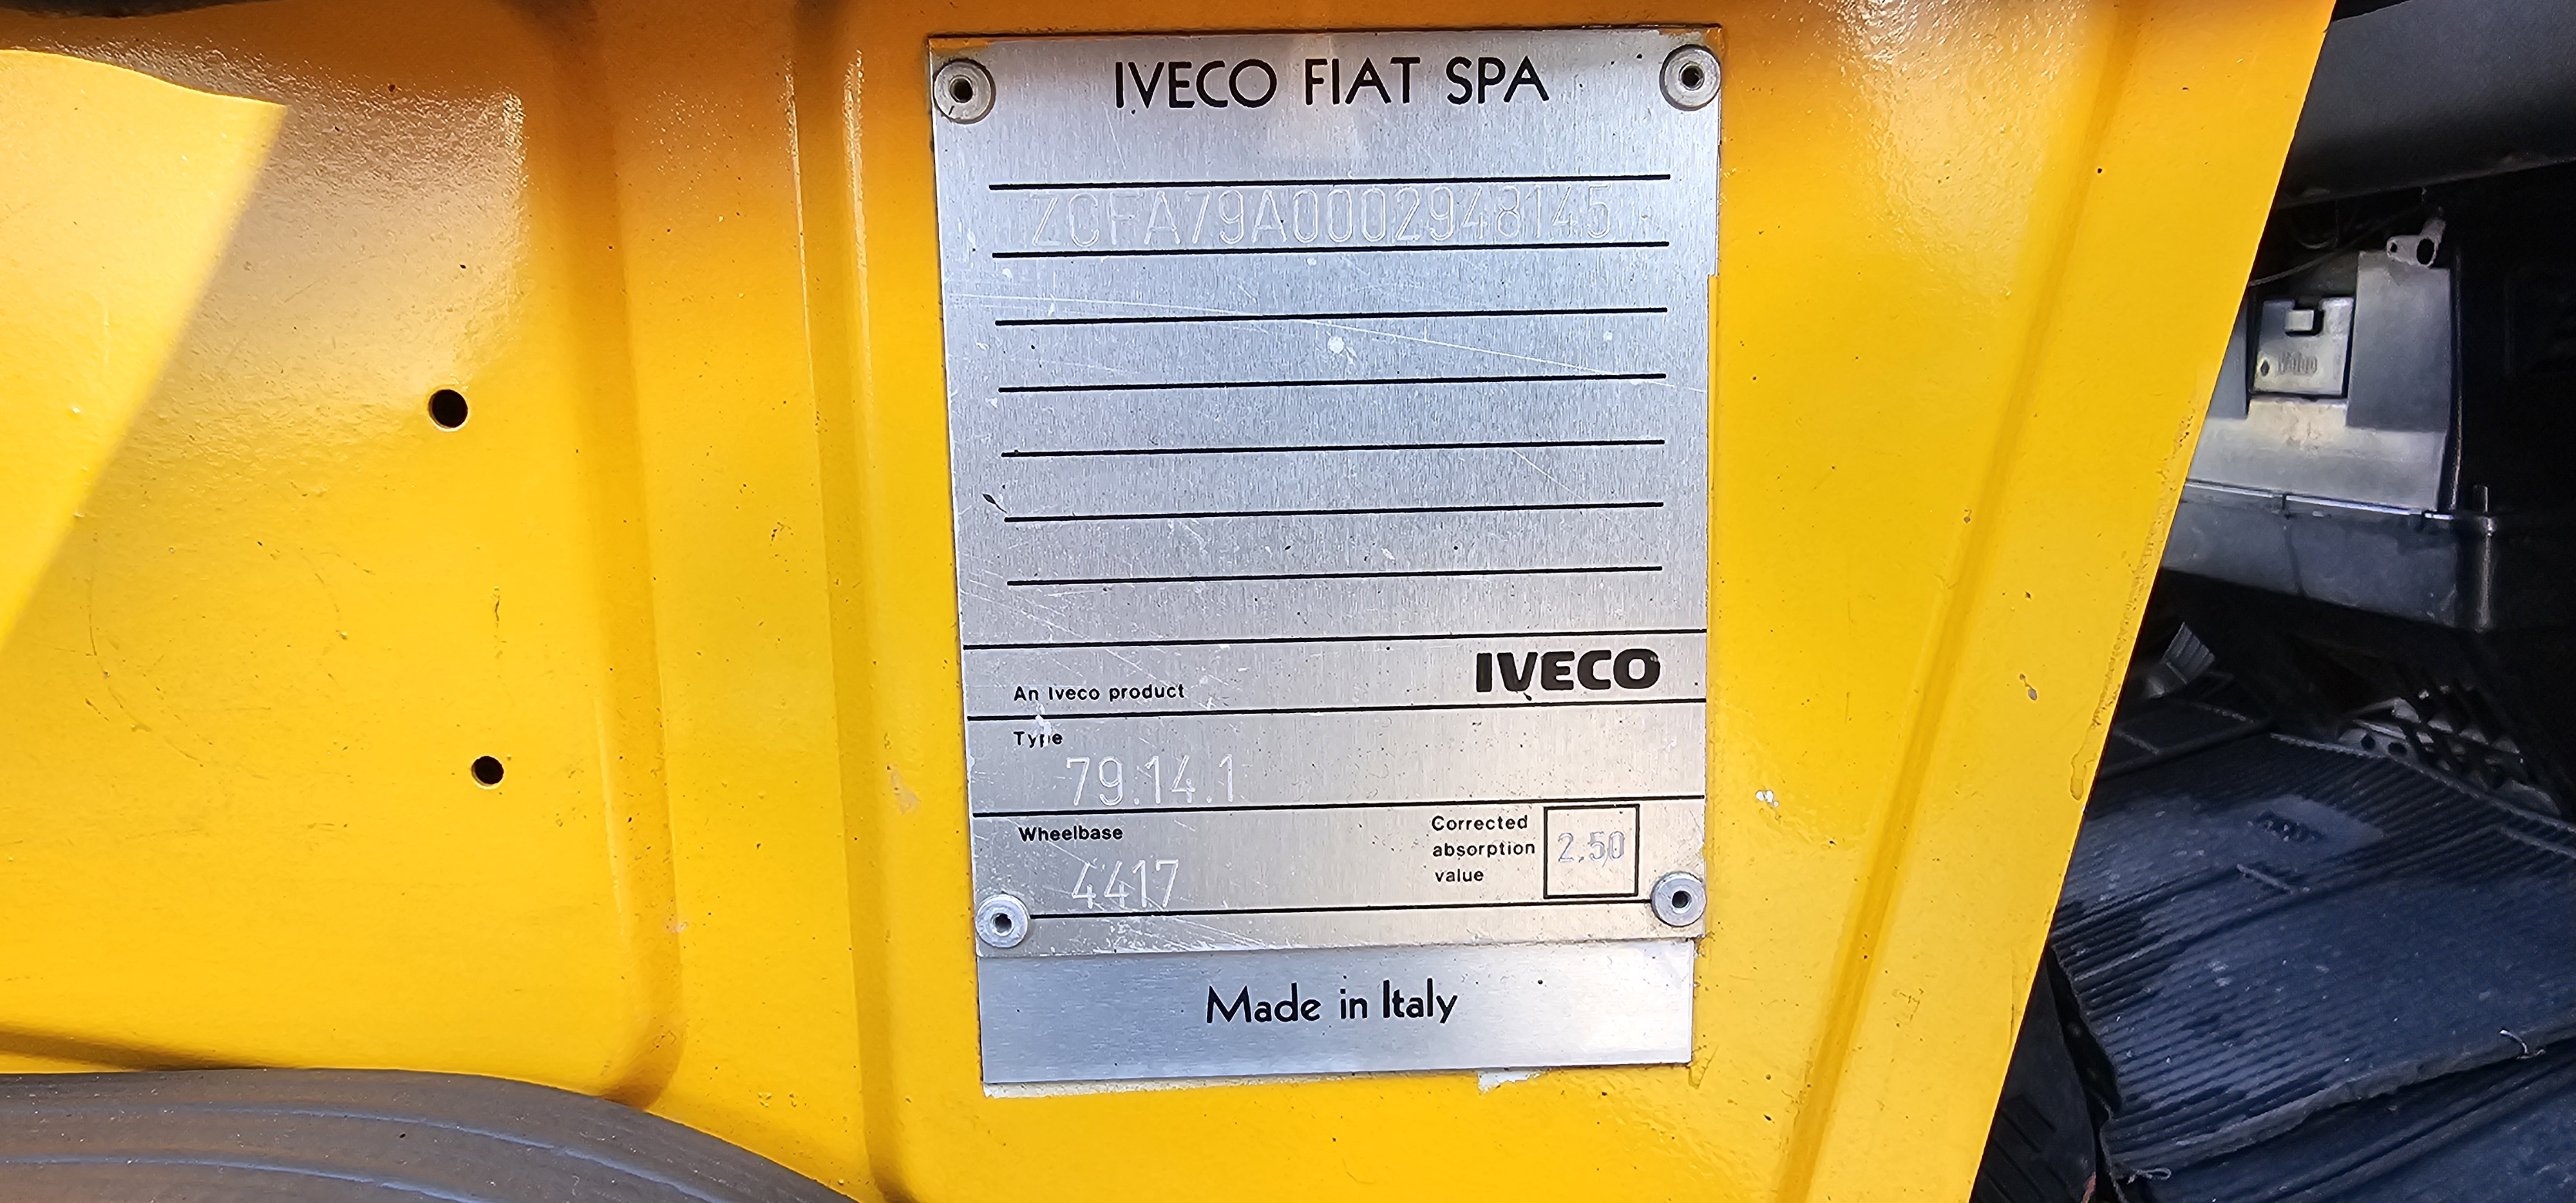 IVECO FIAT SPA
ZCFA79A0002948145
An Iveco product
IVECO
Type
79.14.1
Wheelbase
4417
Corrected
absorption
value
2.50
Made in Italy
Valeo